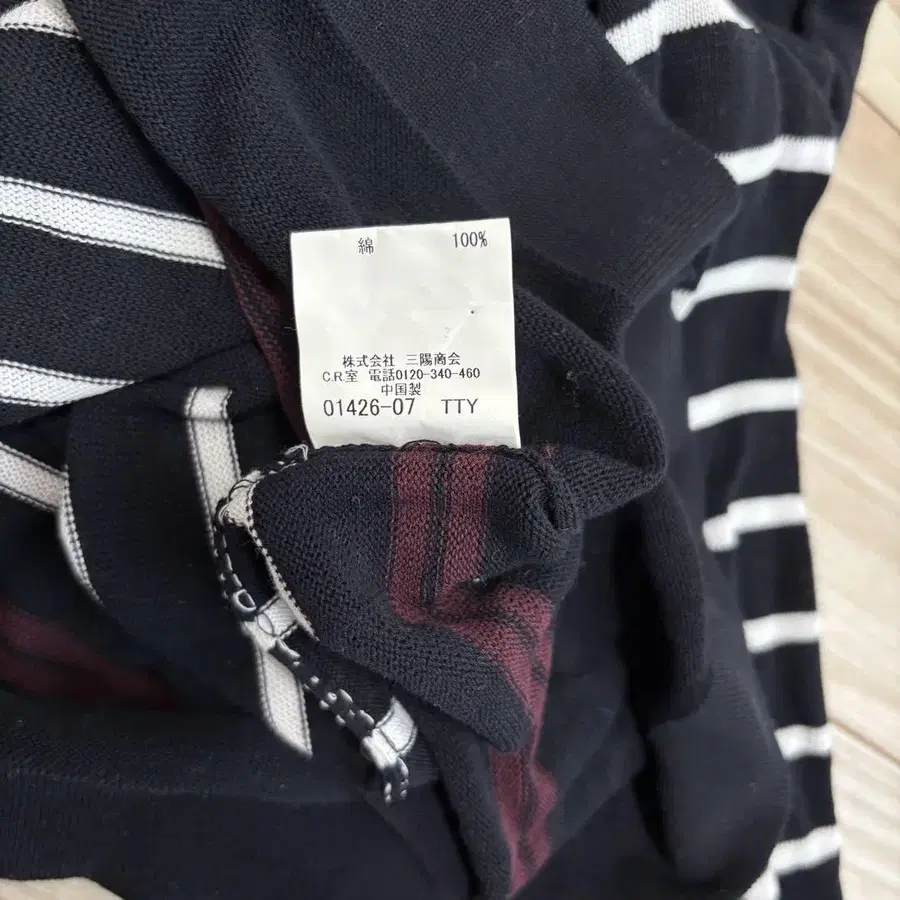 綿 100%
株式会社 三陽商会
C.R室 電話0120-340-460
中国製
01426-07 TTY